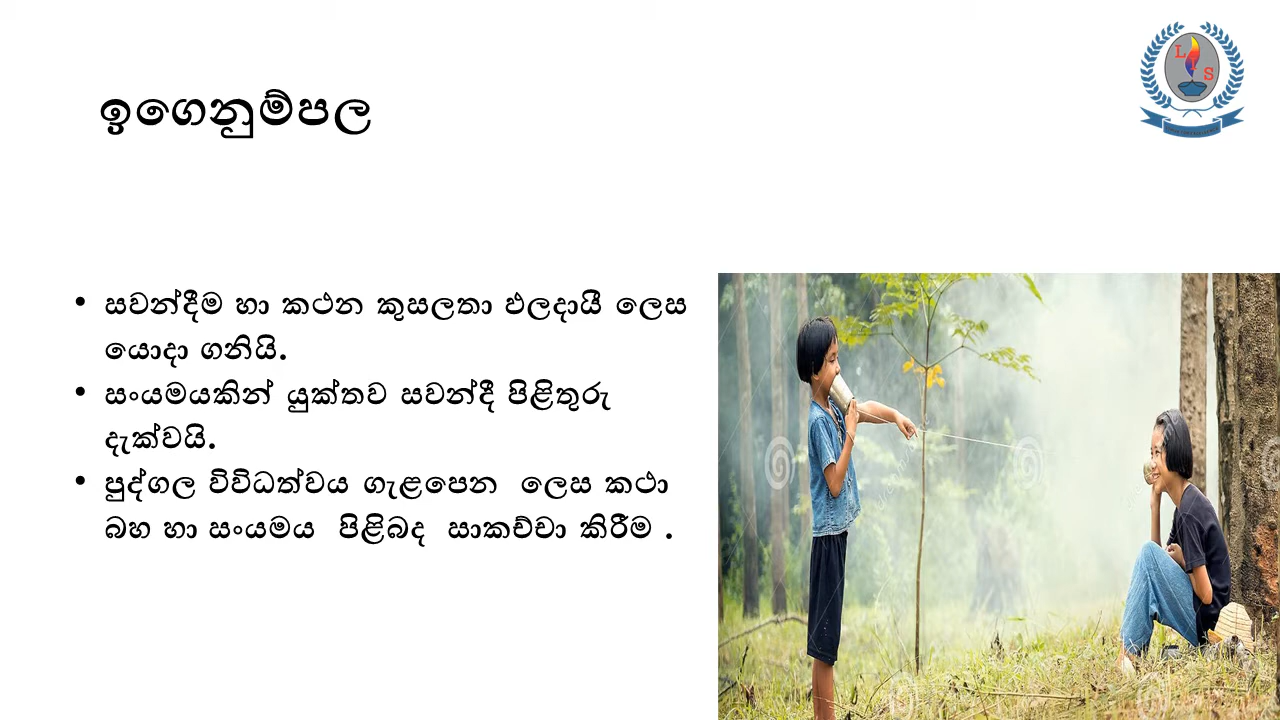 ඉගෙනුම්පල
L I S
• සවන්දීම හා කථන කුසලතා ඵලදායී ලෙස
යොදා ගනියි.
• සංයමයකින් යුක්තව සවන්දී පිළිතුරු
දැක්වයි.
• පුද්ගල විවිධත්වය ගැළපෙන ලෙස කථා
බහ හා සංයමය පිළිබද සාකච්චා කිරීම .